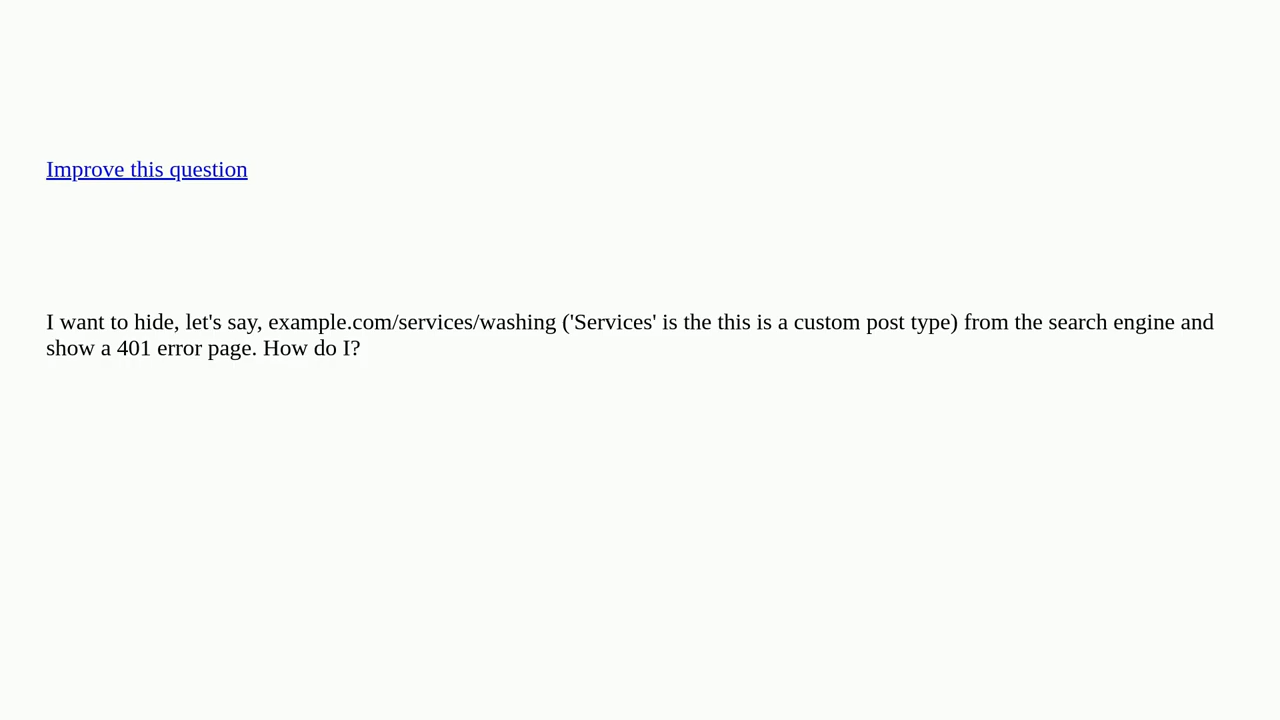 Improve this question
I want to hide, let's say, example.com/services/washing ('Services' is the this is a custom post type) from the search engine and
show a 401 error page. How do I?